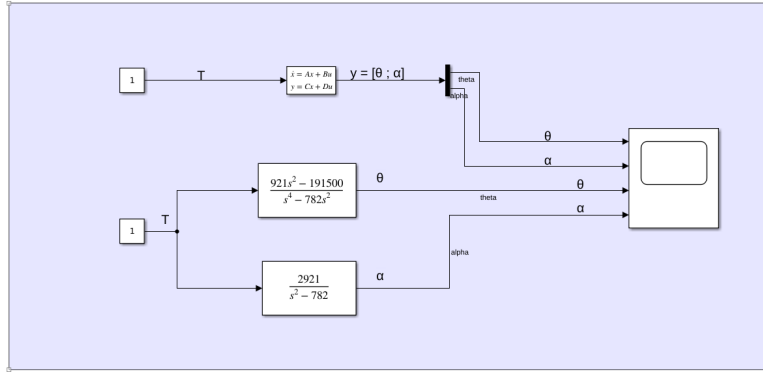 1
T
ẋ = Ax + Bu
y = Cx + Du
y = [θ ; α]
theta
alpha
θ
α
1
T
921s² − 191500
s⁴ − 782s²
θ
theta
θ
α
2921
s² − 782
α
alpha